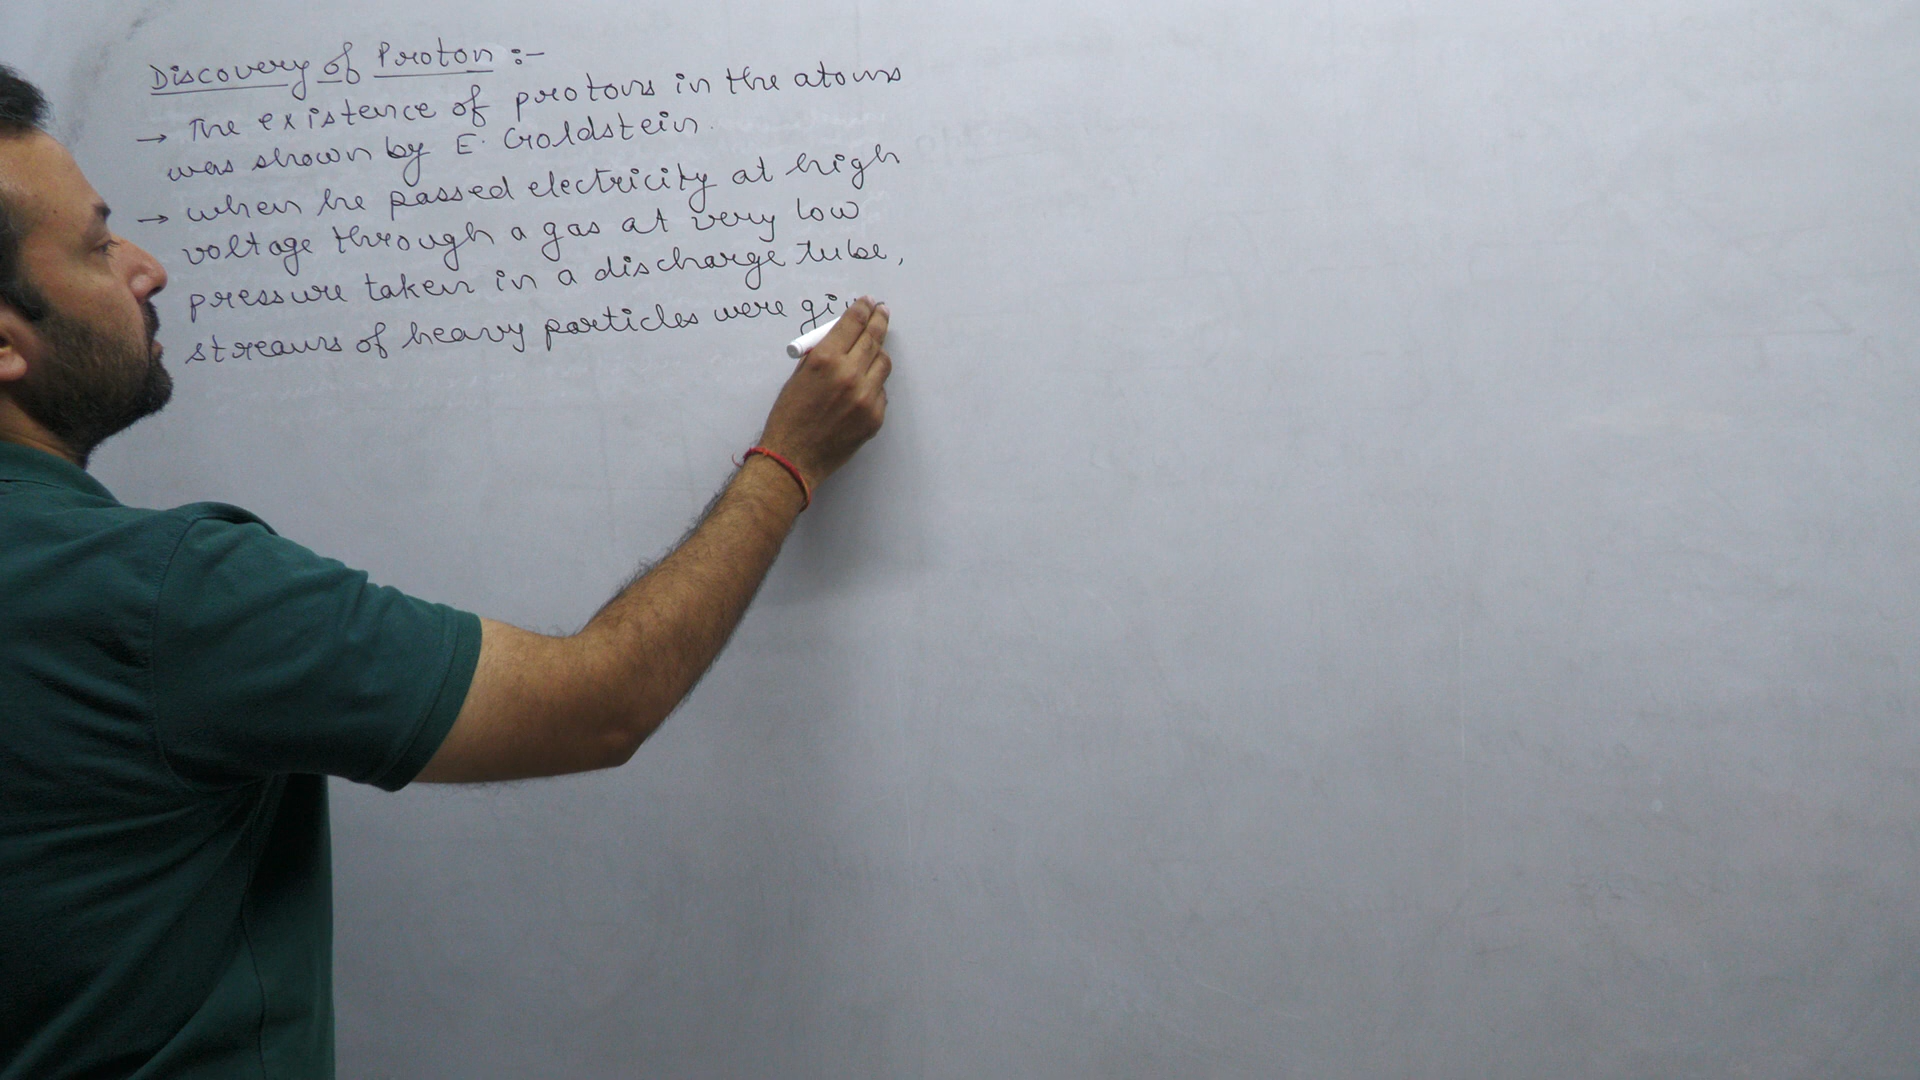 Discovery of Proton :-
→ The existence of protons in the atoms
was shown by E. Goldstein.
→ when he passed electricity at high
voltage through a gas at very low
pressure taken in a discharge tube,
streams of heavy particles were